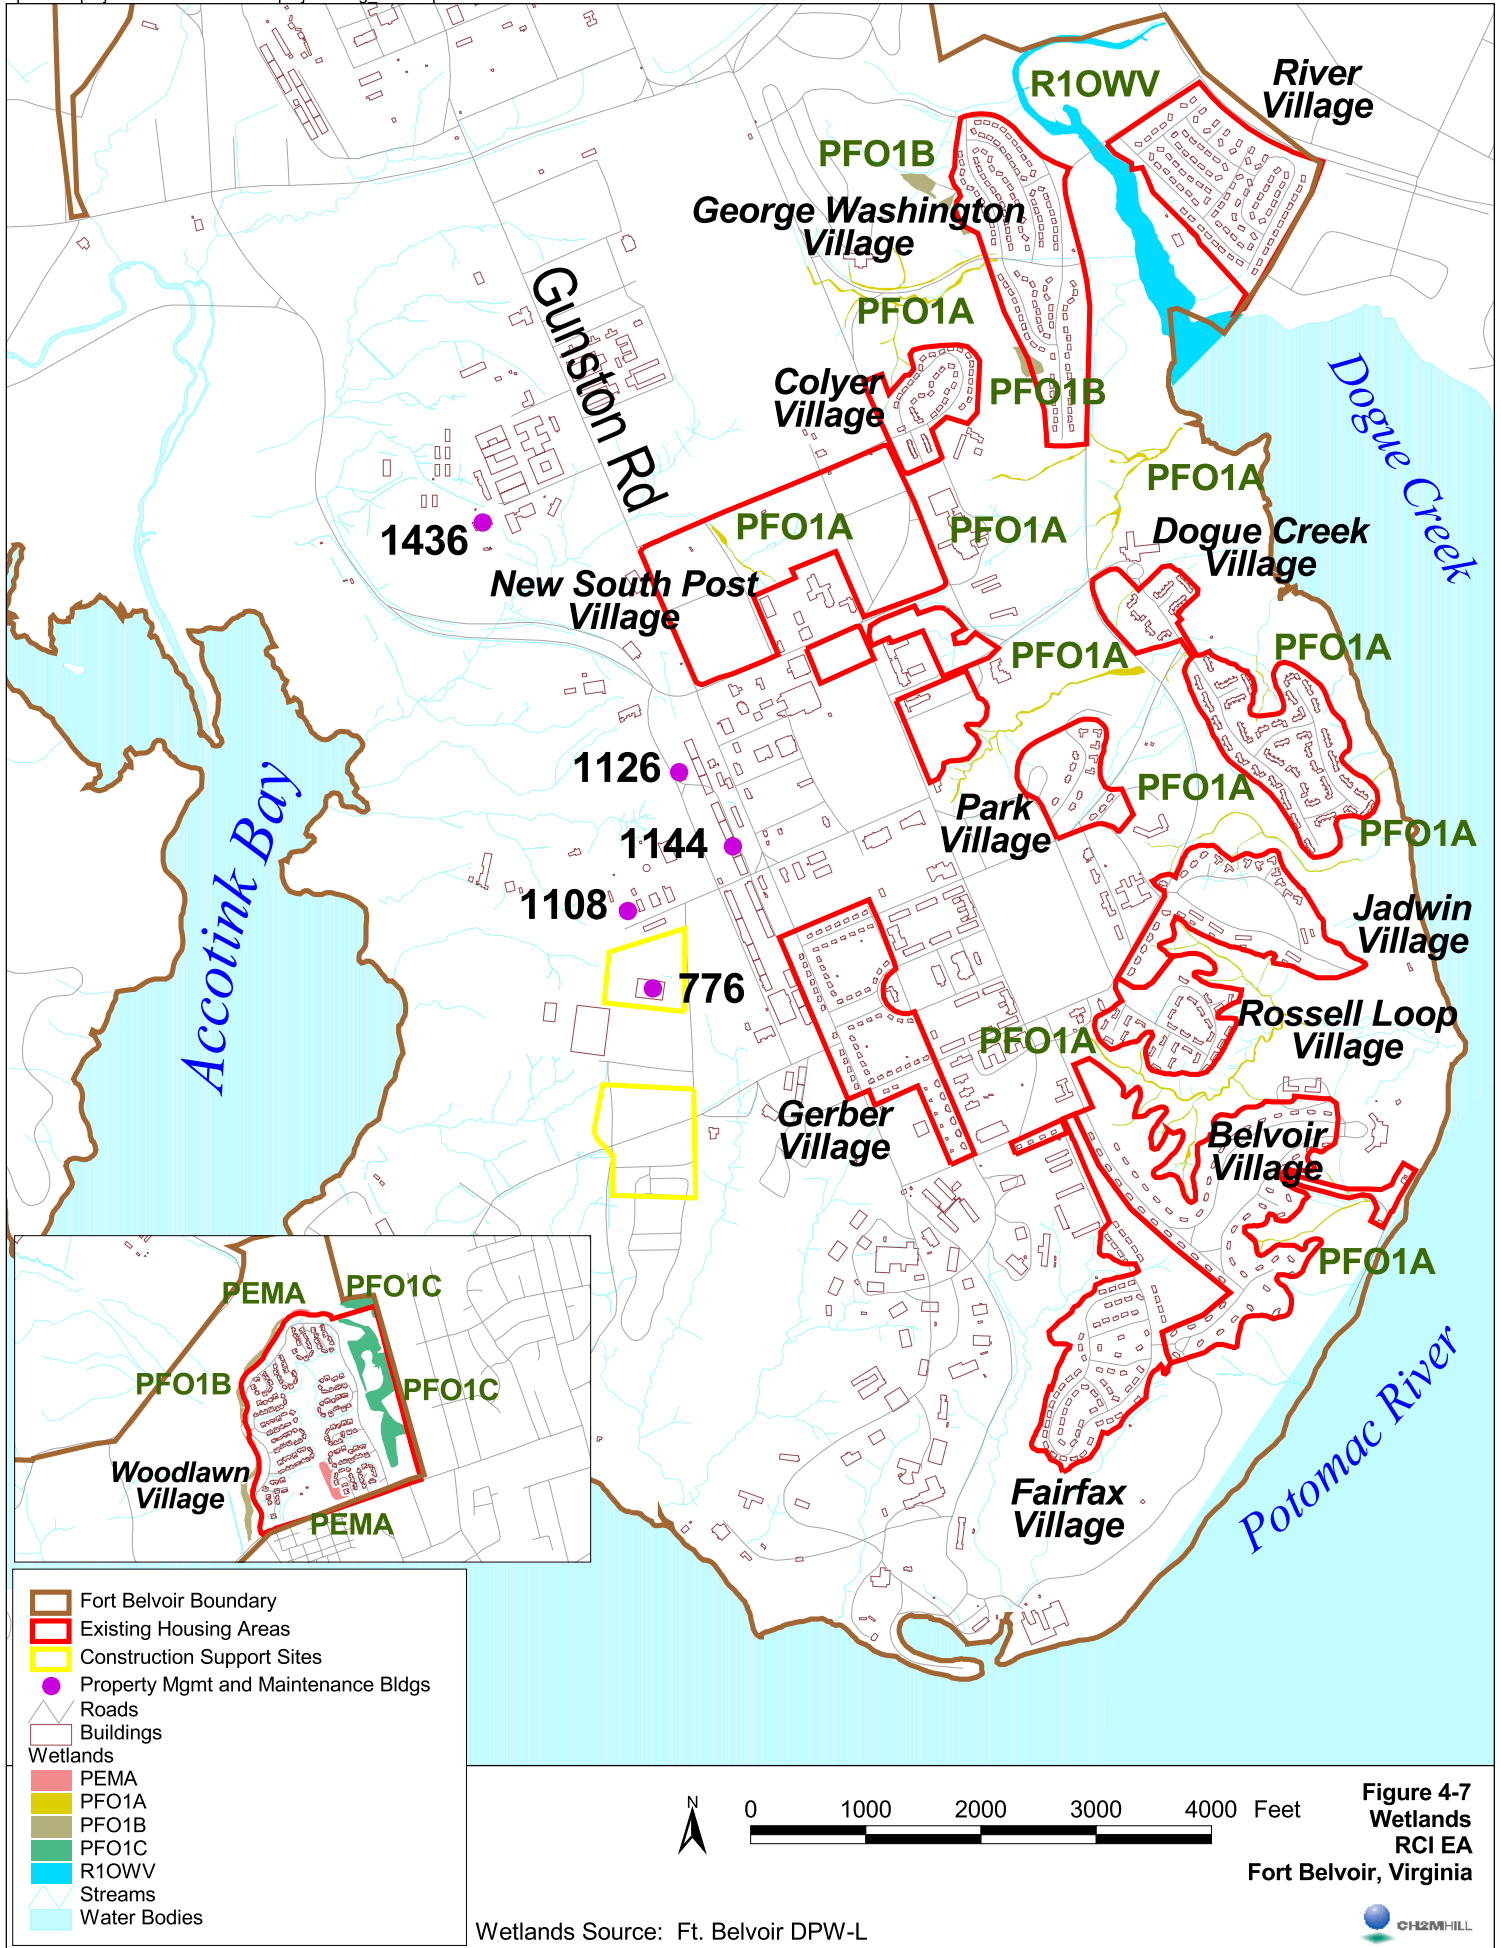 R1OWV
River
Village
PFO1B
George Washington
Village
PFO1A
Gunston Rd
Colyer
Village
PFO1B
Dogue Creek
PFO1A
PFO1A
PFO1A
1436
Dogue Creek
Village
New South Post
Village
PFO1A
PFO1A
1126
PFO1A
Park
Village
PFO1A
1144
Accotink Bay
1108
Jadwin
Village
776
Rossell Loop
Village
PFO1A
Gerber
Village
Belvoir
Village
PFO1A
PEMA
PFO1C
PFO1B
PFO1C
Woodlawn
Village
PEMA
Fairfax
Village
Potomac River
Fort Belvoir Boundary
Existing Housing Areas
Construction Support Sites
Property Mgmt and Maintenance Bldgs
Roads
Buildings
Wetlands
PEMA
PFO1A
PFO1B
PFO1C
R1OWV
Streams
Water Bodies
N
0 1000 2000 3000 4000 Feet
Figure 4-7
Wetlands
RCI EA
Fort Belvoir, Virginia
Wetlands Source: Ft. Belvoir DPW-L
CH2MHILL